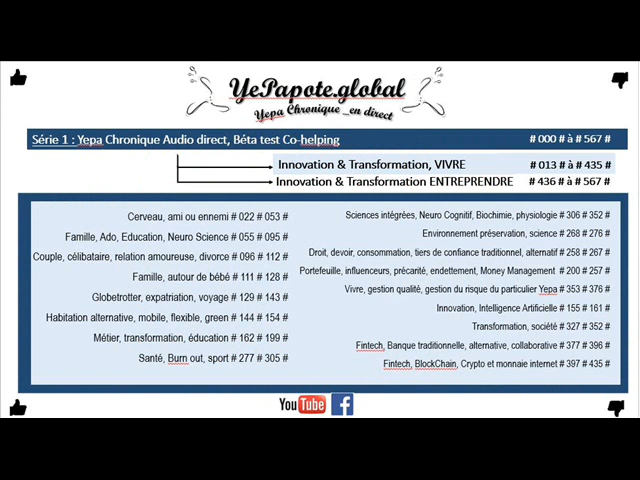 YePapote.global
Yepa Chronique _en direct
Série 1 : Yepa Chronique Audio direct, Béta test Co-helping # 000 # à # 567 #
Innovation & Transformation, VIVRE # 013 # à # 435 #
Innovation & Transformation ENTREPRENDRE # 436 # à # 567 #
Cerveau, ami ou ennemi # 022 # 053 #
Famille, Ado, Education, Neuro Science # 055 # 095 #
Couple, célibataire, relation amoureuse, divorce # 096 # 112 #
Famille, autour de bébé # 111 # 128 #
Globetrotter, expatriation, voyage # 129 # 143 #
Habitation alternative, mobile, flexible, green # 144 # 154 #
Métier, transformation, éducation # 162 # 199 #
Santé, Burn out, sport # 277 # 305 #
Sciences intégrées, Neuro Cognitif, Biochimie, physiologie # 306 # 352 #
Environnement préservation, science # 268 # 276 #
Droit, devoir, consommation, tiers de confiance traditionnel, alternatif # 258 # 267 #
Portefeuille, influenceurs, précarité, endettement, Money Management # 200 # 257 #
Vivre, gestion qualité, gestion du risque du particulier Yepa # 353 # 376 #
Innovation, Intelligence Artificielle # 155 # 161 #
Transformation, société # 327 # 352 #
Fintech, Banque traditionnelle, alternative, collaborative # 377 # 396 #
Fintech, BlockChain, Crypto et monnaie internet # 397 # 435 #
YouTube f